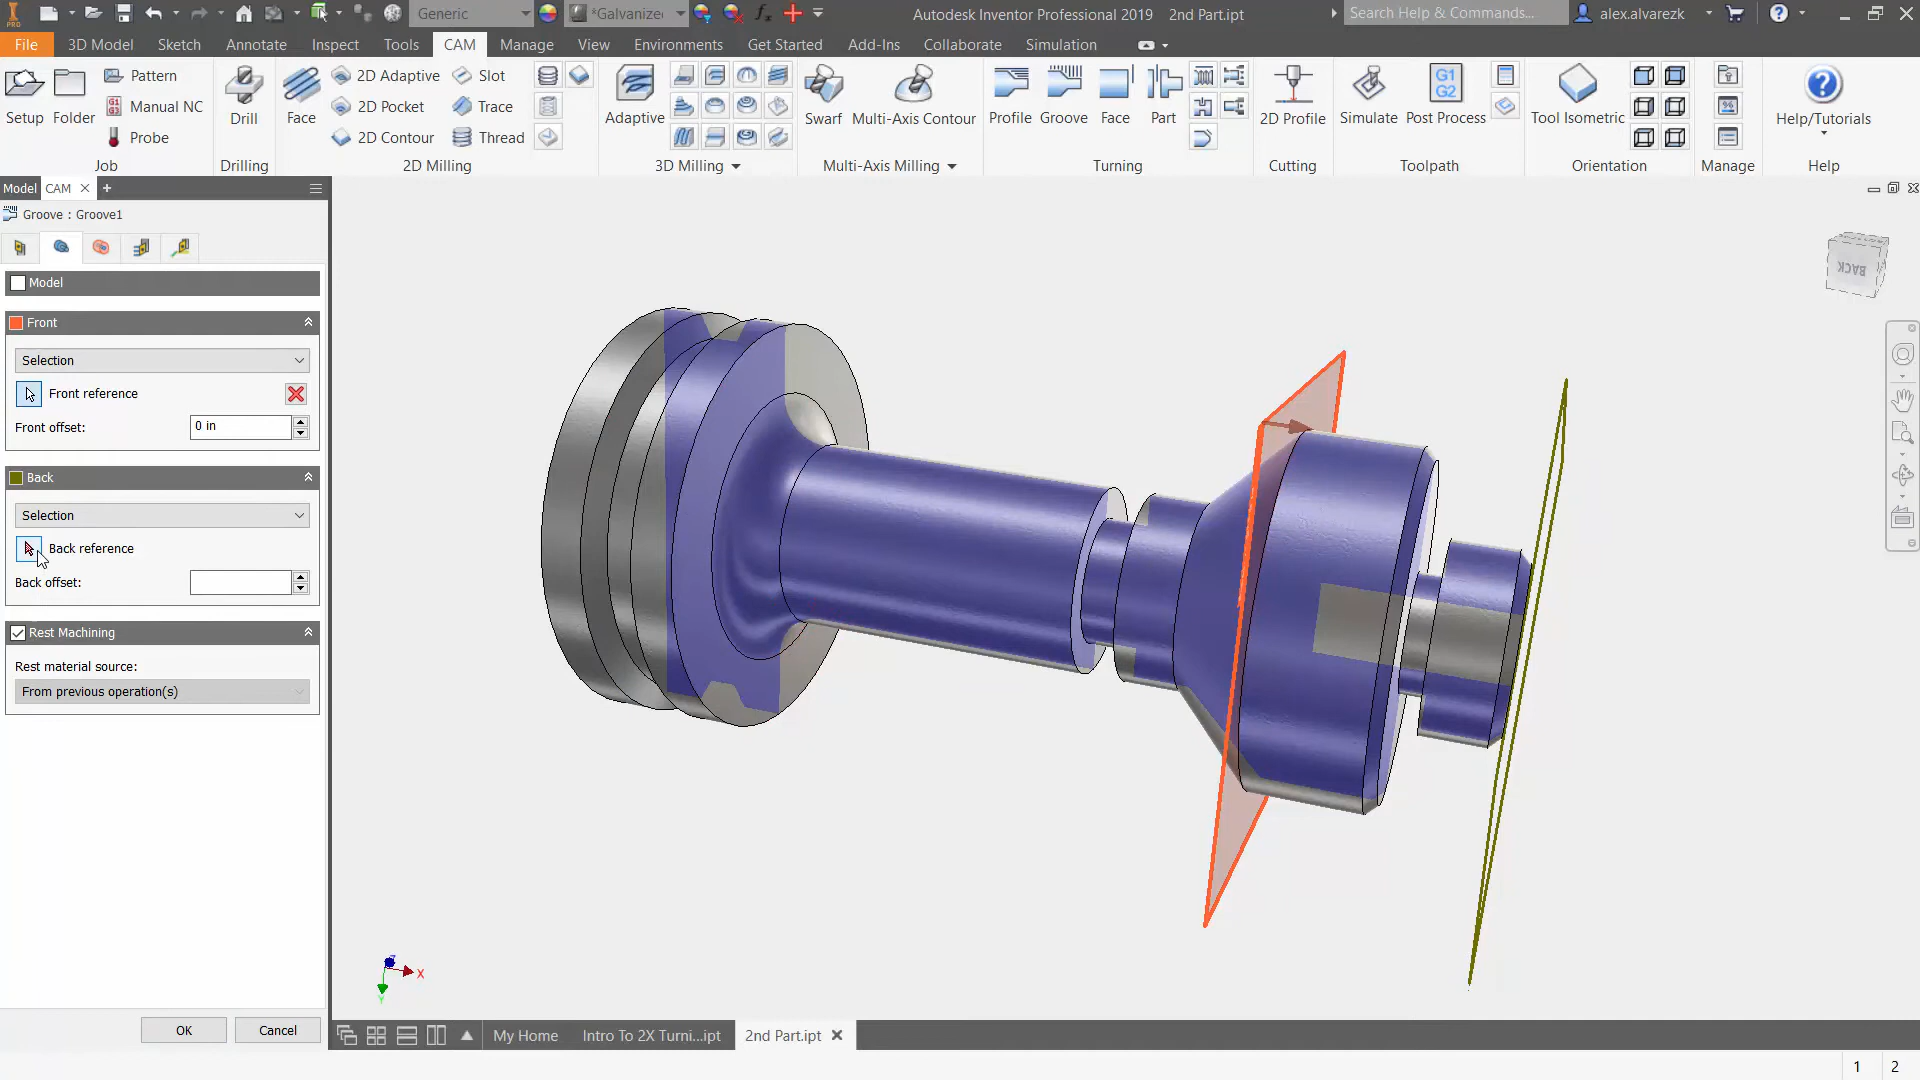 PRO
Generic
*Galvanize
Autodesk Inventor Professional 2019 2nd Part.ipt
Search Help & Commands...
alex.alvarezk
File 3D Model Sketch Annotate Inspect Tools CAM Manage View Environments Get Started Add-Ins Collaborate Simulation
Setup Folder
Pattern
Manual NC
Probe
Job
Drill
Drilling
Face
2D Adaptive
2D Pocket
2D Contour
Slot
Trace
Thread
2D Milling
Adaptive
3D Milling
Swarf Multi-Axis Contour
Multi-Axis Milling
Profile Groove Face Part
Turning
2D Profile
Cutting
Simulate
G1
G2
Post Process
Toolpath
Tool Isometric
Orientation
Manage
Help/Tutorials
Help
Model CAM
Groove : Groove1
Model
Front
Selection
Front reference
Front offset: 0 in
Back
Selection
Back reference
Back offset:
Rest Machining
Rest material source:
From previous operation(s)
OK Cancel
BACK
X
Y
My Home Intro To 2X Turni...ipt 2nd Part.ipt
1 2